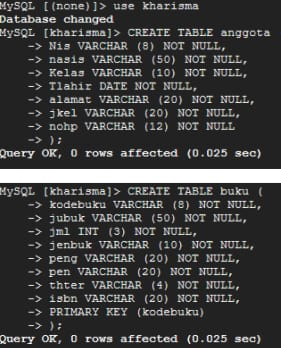 MySQL [(none)]> use kharisma
Database changed
MySQL [kharisma]> CREATE TABLE anggota
-> Nis VARCHAR (8) NOT NULL,
-> nasis VARCHAR (50) NOT NULL,
-> Kelas VARCHAR (10) NOT NULL,
-> Tlahir DATE NOT NULL,
-> alamat VARCHAR (20) NOT NULL,
-> jkel VARCHAR (20) NOT NULL,
-> nohp VARCHAR (12) NOT NULL
-> );
Query OK, 0 rows affected (0.025 sec)
MySQL [kharisma]> CREATE TABLE buku (
-> kodebuku VARCHAR (8) NOT NULL,
-> jubuk VARCHAR (50) NOT NULL,
-> jml INT (3) NOT NULL,
-> jenbuk VARCHAR (10) NOT NULL,
-> peng VARCHAR (20) NOT NULL,
-> pen VARCHAR (20) NOT NULL,
-> thter VARCHAR (4) NOT NULL,
-> isbn VARCHAR (20) NOT NULL,
-> PRIMARY KEY (kodebuku)
-> );
Query OK, 0 rows affected (0.025 sec)